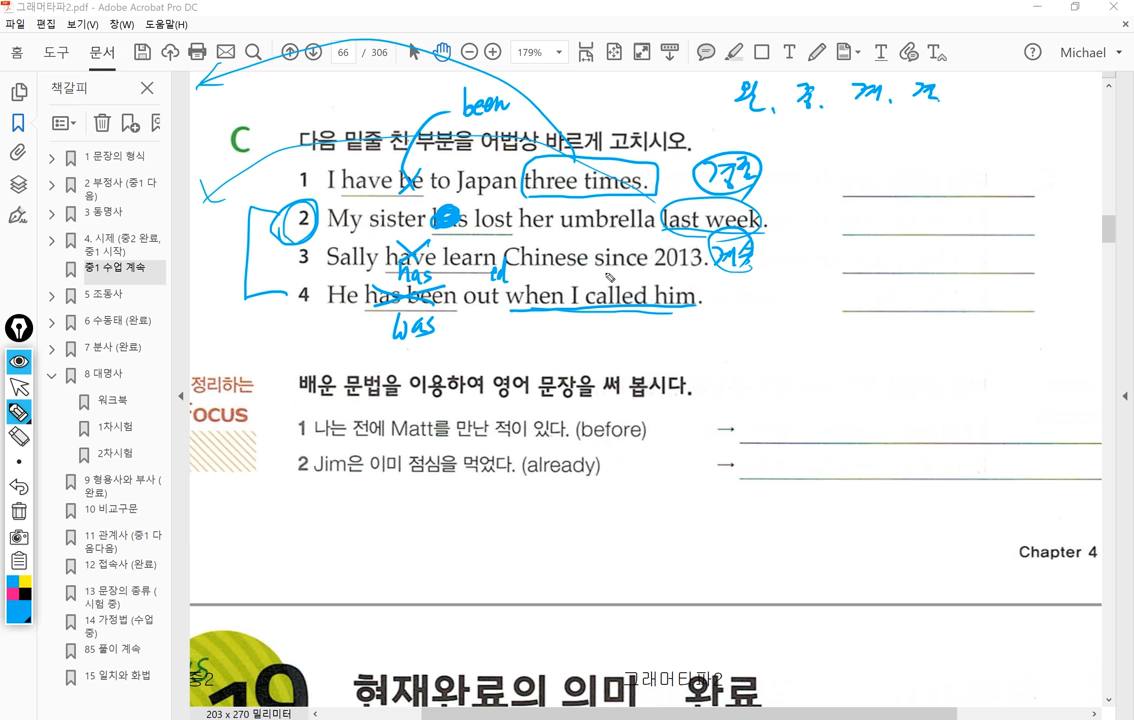 그래머타파2.pdf - Adobe Acrobat Pro DC
파일 편집 보기(V) 창(W) 도움말(H)
홈 도구 문서 66 / 306 179% Michael
책갈피
1 문장의 형식
2 부정사 (중1 다
음)
3 동명사
4. 시제 (중2 완료,
중1 시작)
중1 수업 계속
5 조동사
6 수동태 (완료)
7 분사 (완료)
8 대명사
워크북
1차시험
2차시험
9 형용사와 부사 (
완료)
10 비교구문
11 관계사 (중1 다
음다음)
12 접속사 (완료)
13 문장의 종류 (
시험 중)
14 가정법 (수업
중)
85 풀이 계속
15 일치와 화법
been
C 다음 밑줄 친 부분을 어법상 바르게 고치시오.
1 I have be to Japan three times.
2 My sister has lost her umbrella last week.
3 Sally have learn Chinese since 2013.
has ed
4 He has been out when I called him.
was
정리하는
FOCUS
배운 문법을 이용하여 영어 문장을 써 봅시다.
1 나는 전에 Matt를 만난 적이 있다. (before) →
2 Jim은 이미 점심을 먹었다. (already) →
Chapter 4
그래머타파2
19 현재완료의 의미 완료
203 x 270 밀리미터